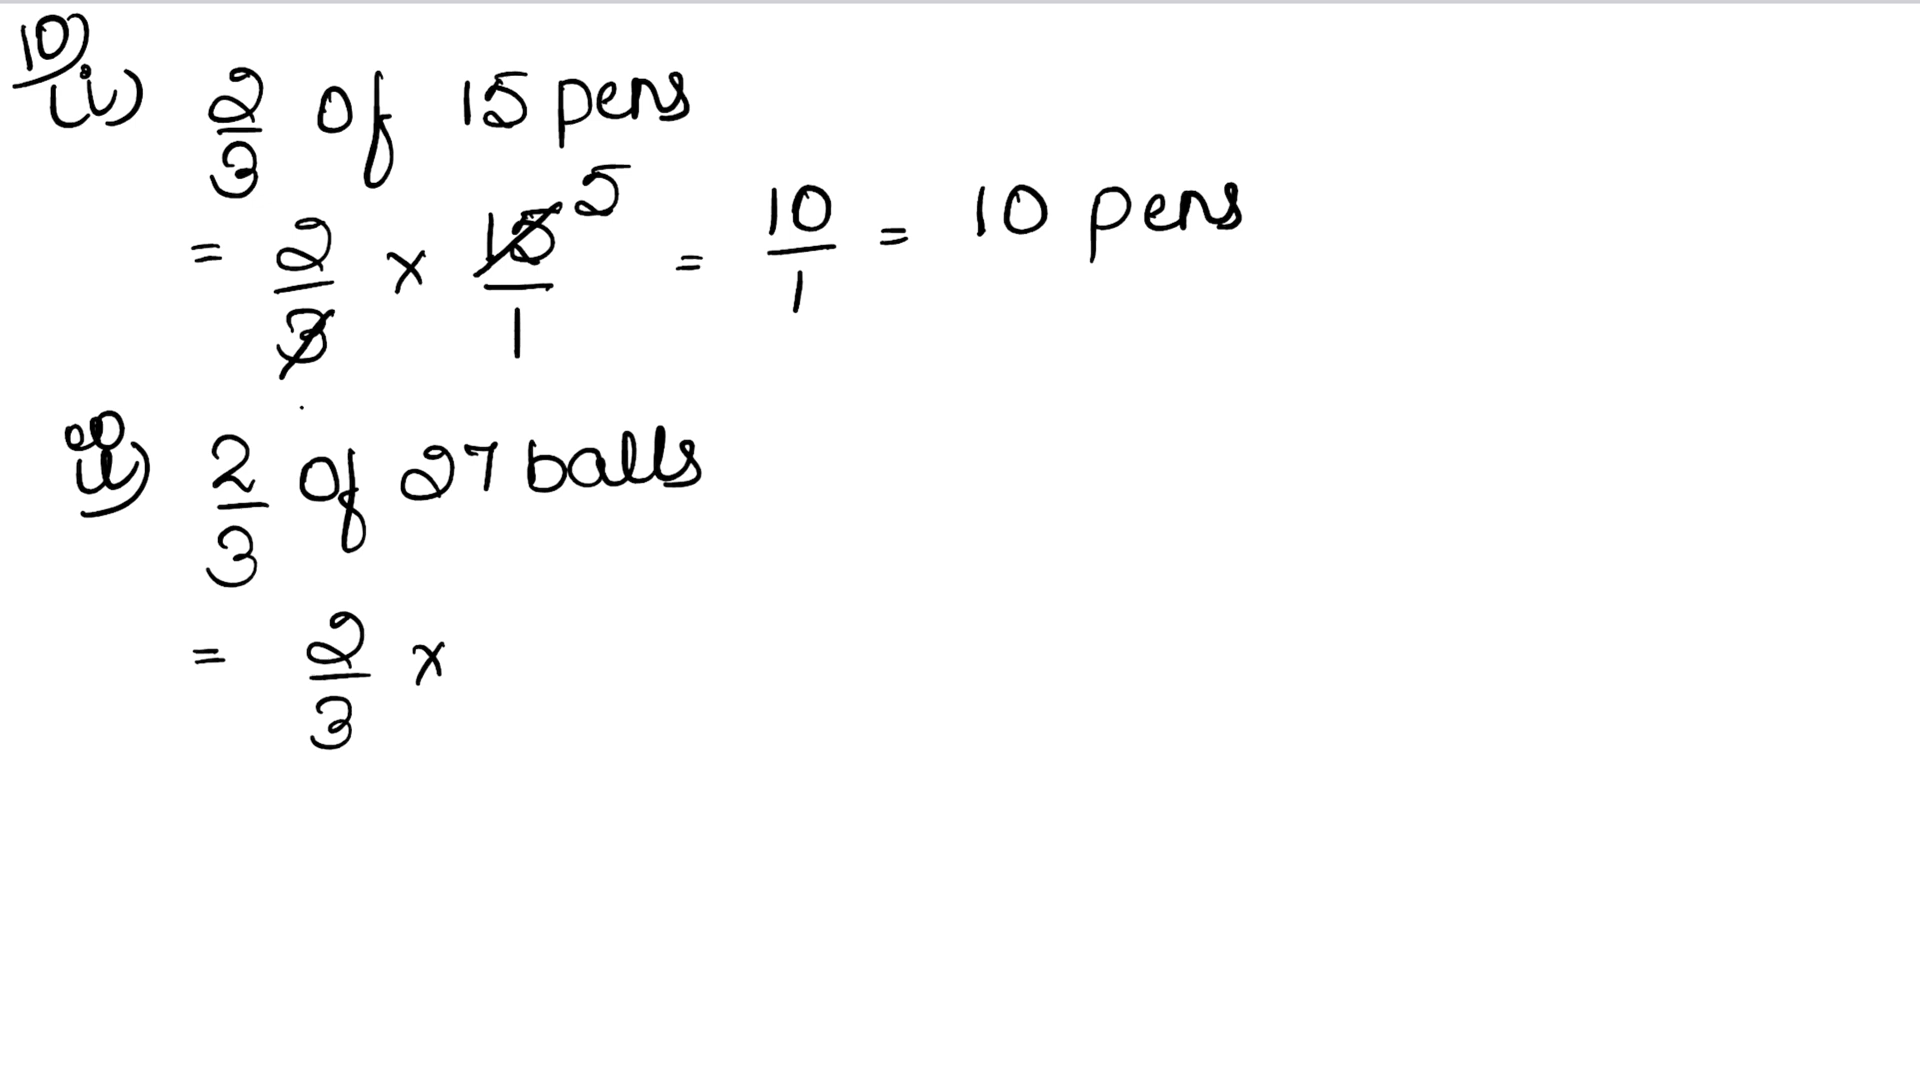 10)
(i) 2/3 of 15 pens
= 2/3 × 15/1 5 = 10/1 = 10 pens
ii) 2/3 of 27 balls
= 2/3 ×